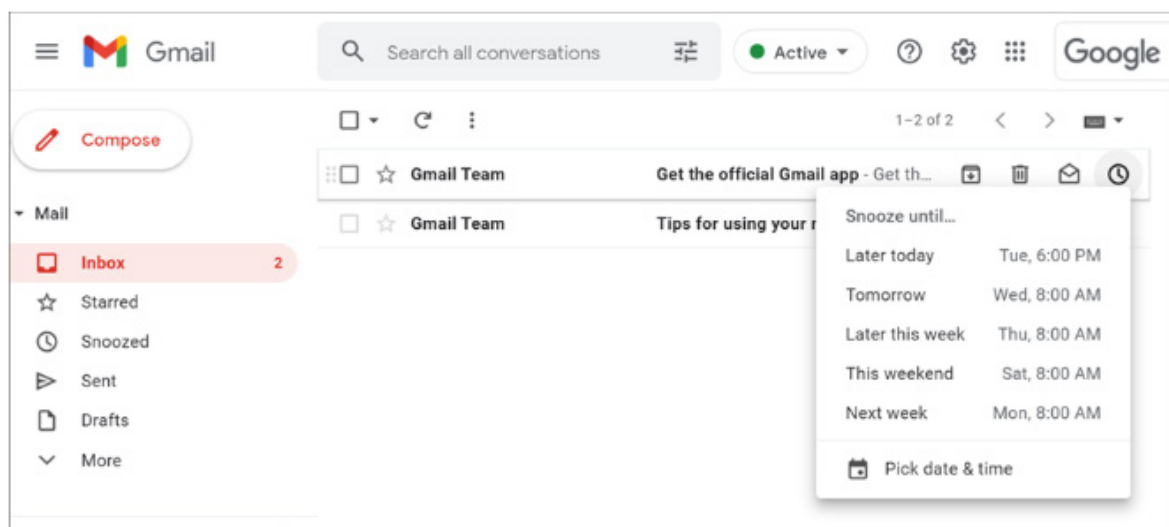 Gmail
Search all conversations
Active
Google
Compose
1–2 of 2
Gmail Team Get the official Gmail app - Get th...
Mail
Gmail Team Tips for using your
Inbox 2
Starred
Snoozed
Sent
Drafts
More
Snooze until...
Later today Tue, 6:00 PM
Tomorrow Wed, 8:00 AM
Later this week Thu, 8:00 AM
This weekend Sat, 8:00 AM
Next week Mon, 8:00 AM
Pick date & time